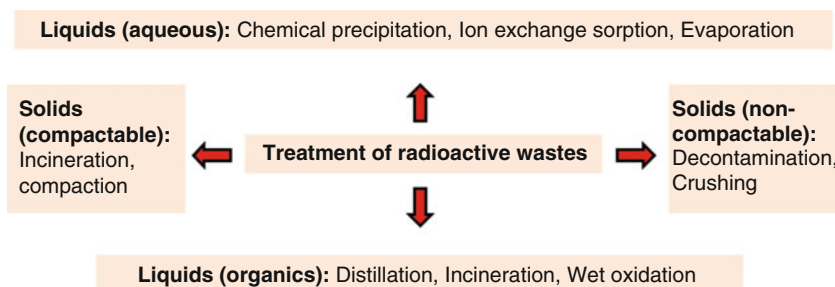 Liquids (aqueous): Chemical precipitation, Ion exchange sorption, Evaporation
Solids
(compactable):
Incineration,
compaction
Treatment of radioactive wastes
Solids (non-
compactable):
Decontamination,
Crushing
Liquids (organics): Distillation, Incineration, Wet oxidation